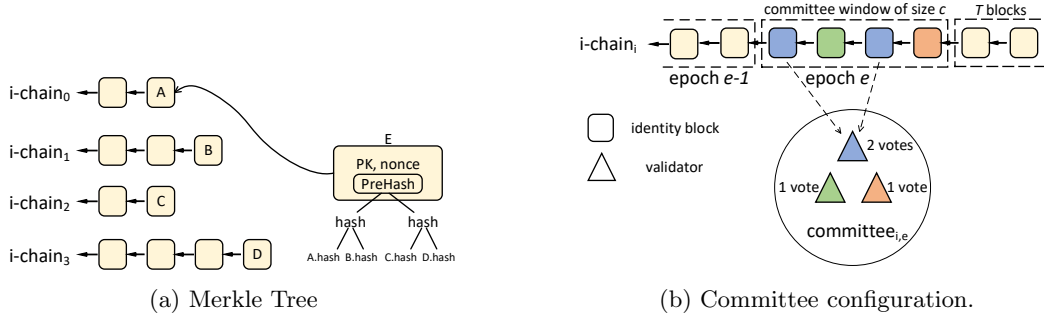 i-chain0
A
i-chain1
B
i-chain2
C
i-chain3
D
E
PK, nonce
PreHash
hash hash
A.hash B.hash C.hash D.hash
(a) Merkle Tree
committee window of size c
T blocks
i-chaini
epoch e-1
epoch e
identity block
validator
2 votes
1 vote
1 vote
committeei,e
(b) Committee configuration.